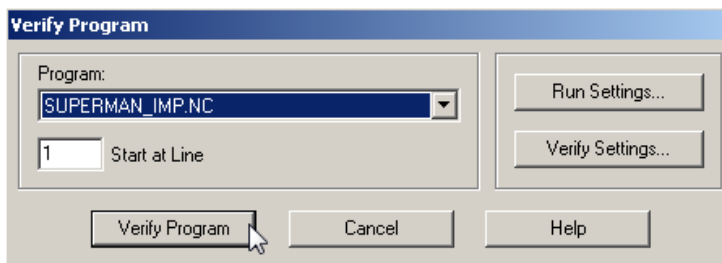 Verify Program
Program:
SUPERMAN_IMP.NC
1 Start at Line
Run Settings...
Verify Settings...
Verify Program Cancel Help